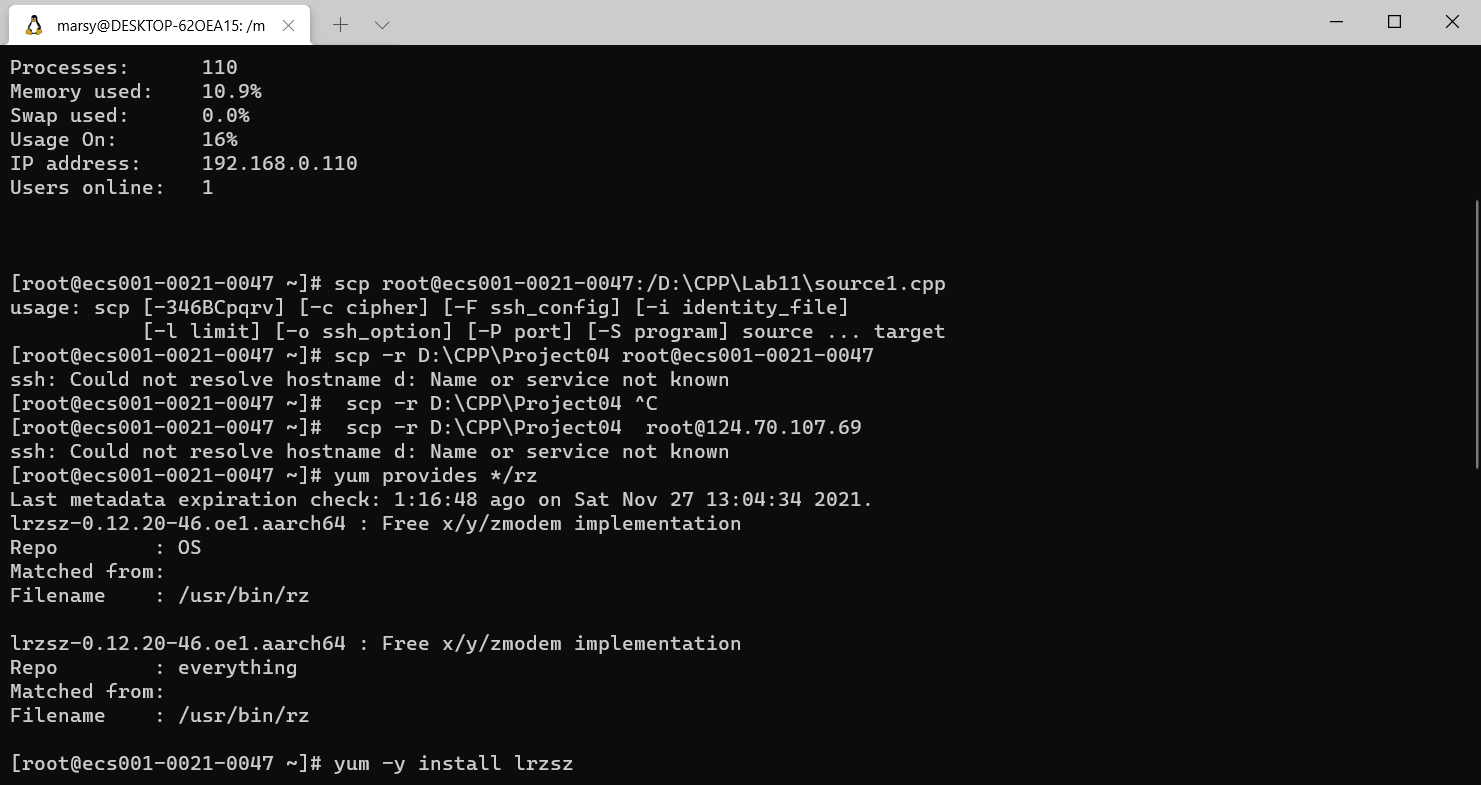 marsy@DESKTOP-62OEA15: /m
Processes: 110
Memory used: 10.9%
Swap used: 0.0%
Usage On: 16%
IP address: 192.168.0.110
Users online: 1
[root@ecs001-0021-0047 ~]# scp root@ecs001-0021-0047:/D:\CPP\Lab11\source1.cpp
usage: scp [-346BCpqrv] [-c cipher] [-F ssh_config] [-i identity_file]
[-l limit] [-o ssh_option] [-P port] [-S program] source ... target
[root@ecs001-0021-0047 ~]# scp -r D:\CPP\Project04 root@ecs001-0021-0047
ssh: Could not resolve hostname d: Name or service not known
[root@ecs001-0021-0047 ~]#  scp -r D:\CPP\Project04 ^C
[root@ecs001-0021-0047 ~]#  scp -r D:\CPP\Project04  root@124.70.107.69
ssh: Could not resolve hostname d: Name or service not known
[root@ecs001-0021-0047 ~]# yum provides */rz
Last metadata expiration check: 1:16:48 ago on Sat Nov 27 13:04:34 2021.
lrzsz-0.12.20-46.oe1.aarch64 : Free x/y/zmodem implementation
Repo : OS
Matched from:
Filename : /usr/bin/rz
lrzsz-0.12.20-46.oe1.aarch64 : Free x/y/zmodem implementation
Repo : everything
Matched from:
Filename : /usr/bin/rz
[root@ecs001-0021-0047 ~]# yum -y install lrzsz